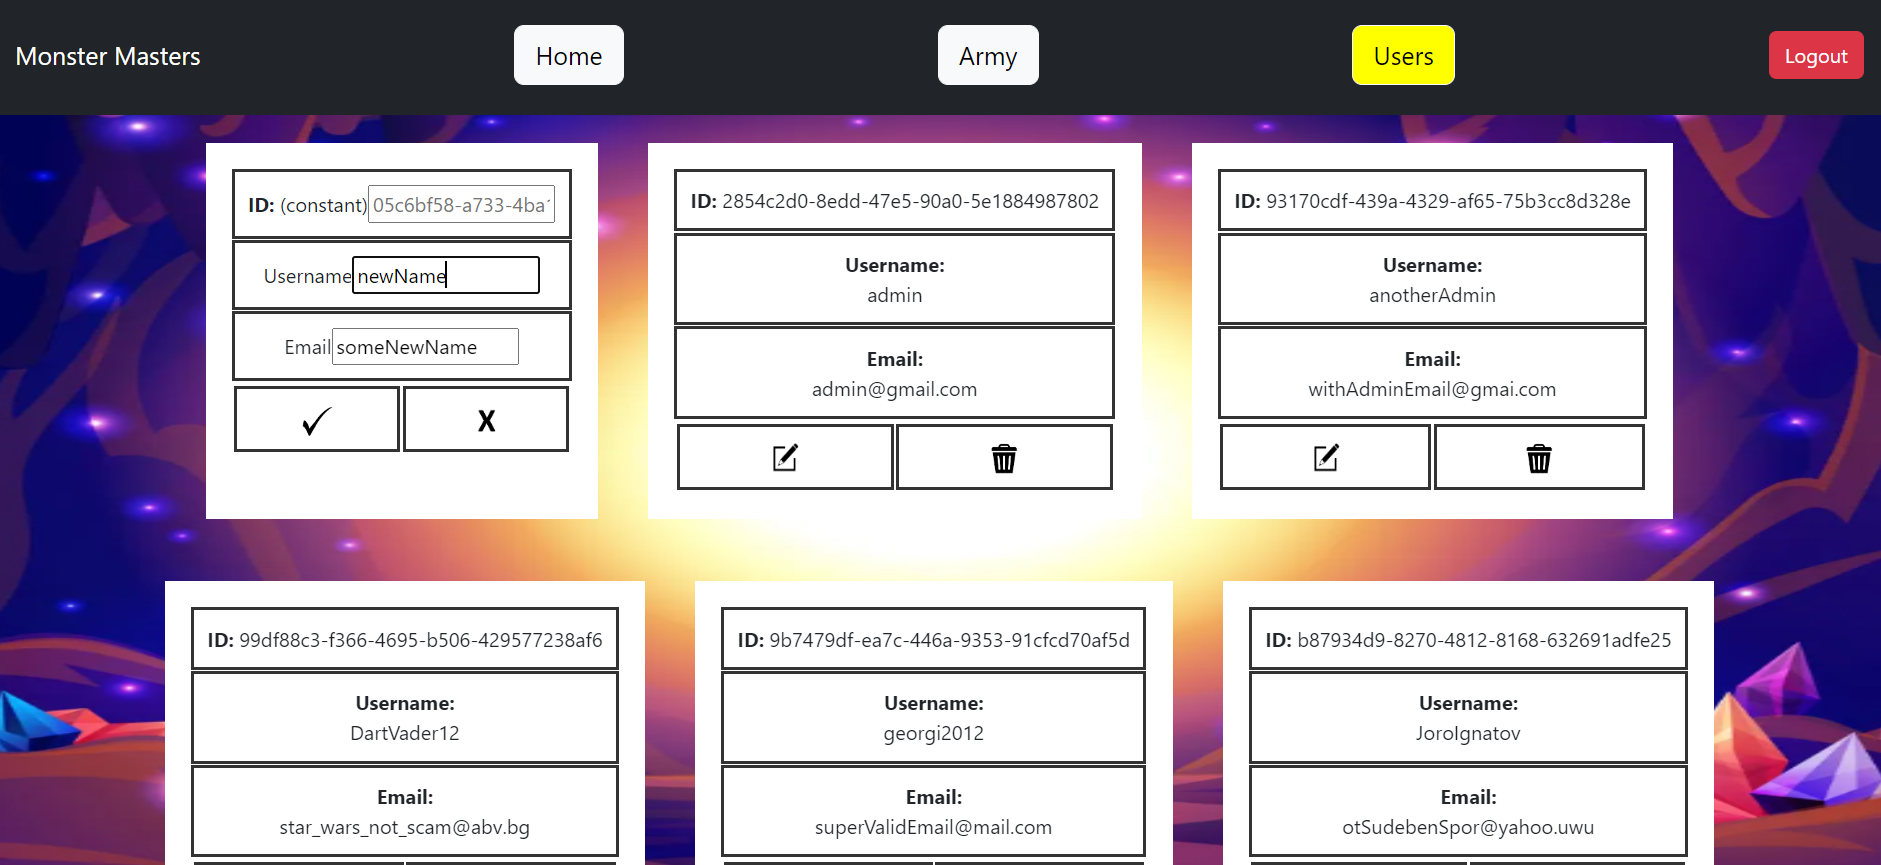 Monster Masters
Home
Army
Users
Logout
ID: (constant) 05c6bf58-a733-4ba
Username newName
Email someNewName
X
ID: 2854c2d0-8edd-47e5-90a0-5e1884987802
Username:
admin
Email:
admin@gmail.com
ID: 93170cdf-439a-4329-af65-75b3cc8d328e
Username:
anotherAdmin
Email:
withAdminEmail@gmai.com
ID: 99df88c3-f366-4695-b506-429577238af6
Username:
DartVader12
Email:
star_wars_not_scam@abv.bg
ID: 9b7479df-ea7c-446a-9353-91cfcd70af5d
Username:
georgi2012
Email:
superValidEmail@mail.com
ID: b87934d9-8270-4812-8168-632691adfe25
Username:
JoroIgnatov
Email:
otSudebenSpor@yahoo.uwu